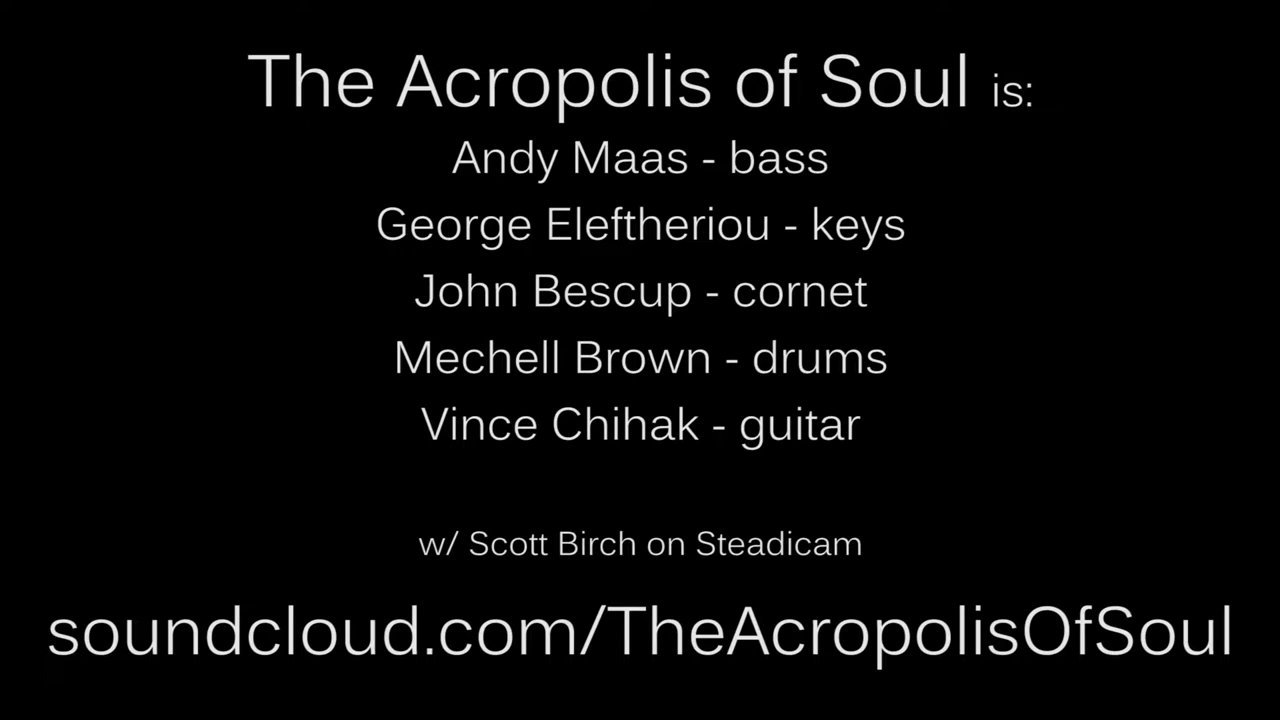 The Acropolis of Soul is:
Andy Maas - bass
George Eleftheriou - keys
John Bescup - cornet
Mechell Brown - drums
Vince Chihak - guitar
w/ Scott Birch on Steadicam
soundcloud.com/TheAcropolisOfSoul